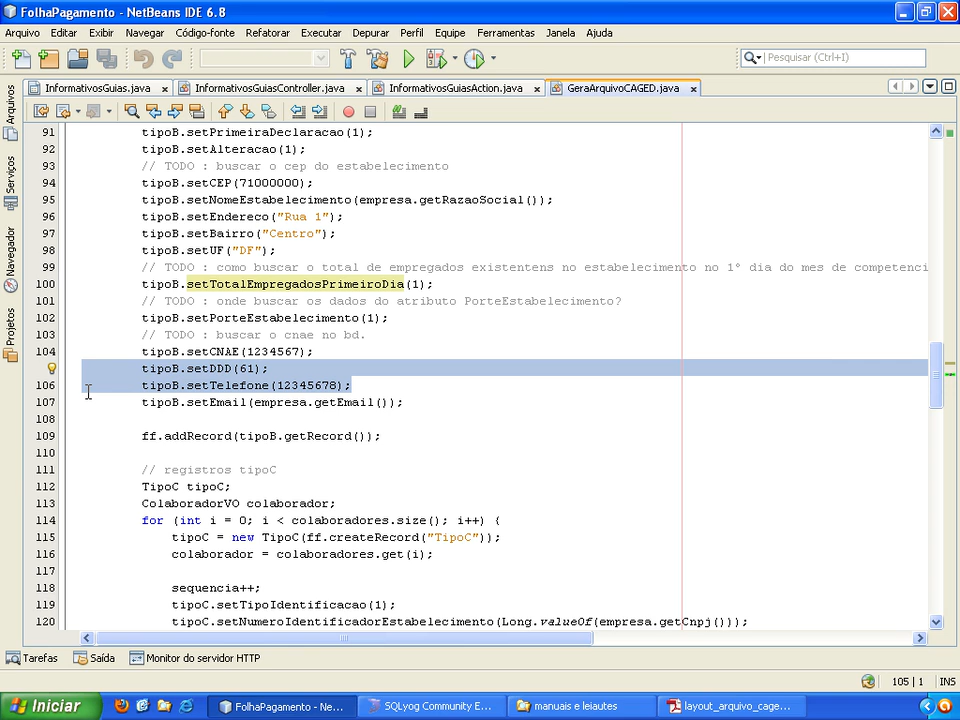 FolhaPagamento - NetBeans IDE 6.8
Arquivo Editar Exibir Navegar Código-fonte Refatorar Executar Depurar Perfil Equipe Ferramentas Janela Ajuda
Pesquisar (Ctrl+I)
InformativosGuias.java x InformativosGuiasController.java x InformativosGuiasAction.java x GeraArquivoCAGED.java x
Arquivos
Serviços
Navegador
Projetos
91 tipoB.setPrimeiraDeclaracao(1);
92 tipoB.setAlteracao(1);
93 // TODO : buscar o cep do estabelecimento
94 tipoB.setCEP(71000000);
95 tipoB.setNomeEstabelecimento(empresa.getRazaoSocial());
96 tipoB.setEndereco("Rua 1");
97 tipoB.setBairro("Centro");
98 tipoB.setUF("DF");
99 // TODO : como buscar o total de empregados existentens no estabelecimento no 1º dia do mes de competenci
100 tipoB.setTotalEmpregadosPrimeiroDia(1);
101 // TODO : onde buscar os dados do atributo PorteEstabelecimento?
102 tipoB.setPorteEstabelecimento(1);
103 // TODO : buscar o cnae no bd.
104 tipoB.setCNAE(1234567);
tipoB.setDDD(61);
106 tipoB.setTelefone(12345678);
107 tipoB.setEmail(empresa.getEmail());
108
109 ff.addRecord(tipoB.getRecord());
110
111 // registros tipoC
112 TipoC tipoC;
113 ColaboradorVO colaborador;
114 for (int i = 0; i < colaboradores.size(); i++) {
115 tipoC = new TipoC(ff.createRecord("TipoC"));
116 colaborador = colaboradores.get(i);
117
118 sequencia++;
119 tipoC.setTipoIdentificacao(1);
120 tipoC.setNumeroIdentificadorEstabelecimento(Long.valueOf(empresa.getCnpj()));
Tarefas Saída Monitor do servidor HTTP
105 | 1 INS
Iniciar FolhaPagamento - Ne... SQLyog Community E... manuais e leiautes layout_arquivo_cage...